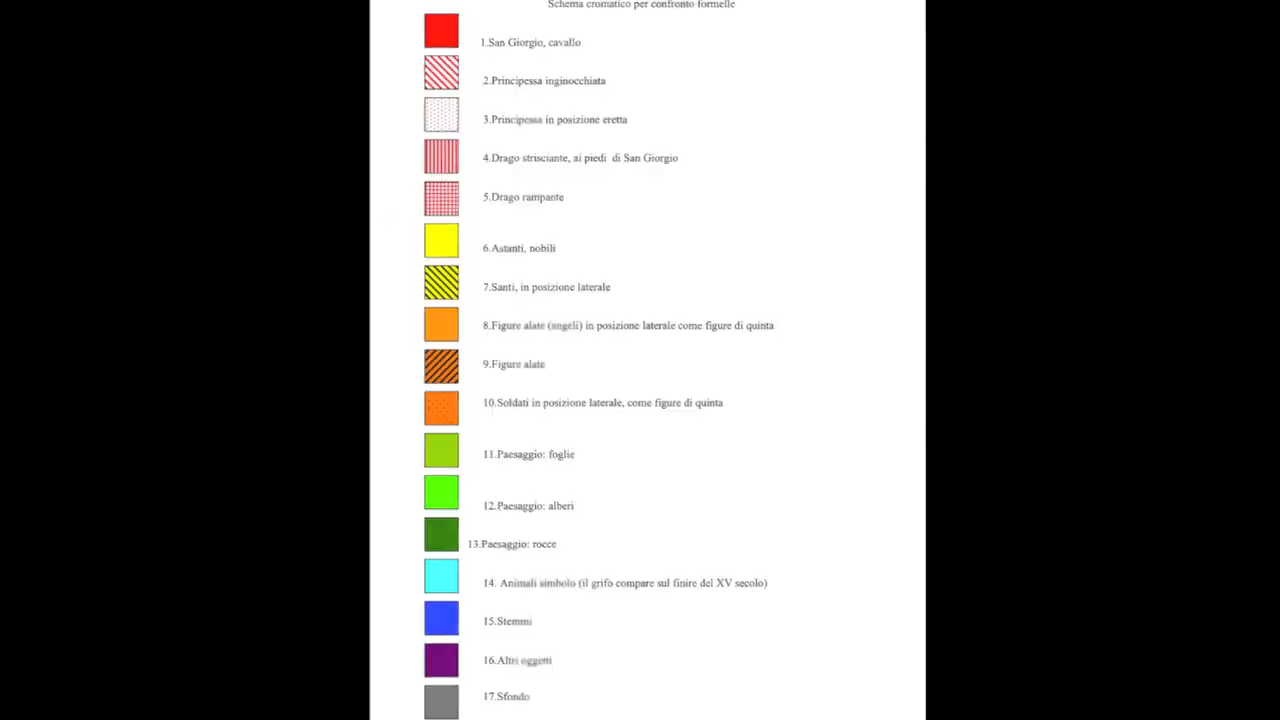 Schema cromatico per confronto formelle
1.San Giorgio, cavallo
2.Principessa inginocchiata
3.Principessa in posizione eretta
4.Drago strisciante, ai piedi di San Giorgio
5.Drago rampante
6.Astanti, nobili
7.Santi, in posizione laterale
8.Figure alate (angeli) in posizione laterale come figure di quinta
9.Figure alate
10.Soldati in posizione laterale, come figure di quinta
11.Paesaggio: foglie
12.Paesaggio: alberi
13.Paesaggio: rocce
14. Animali simbolo (il grifo compare sul finire del XV secolo)
15.Stemmi
16.Altri oggetti
17.Sfondo